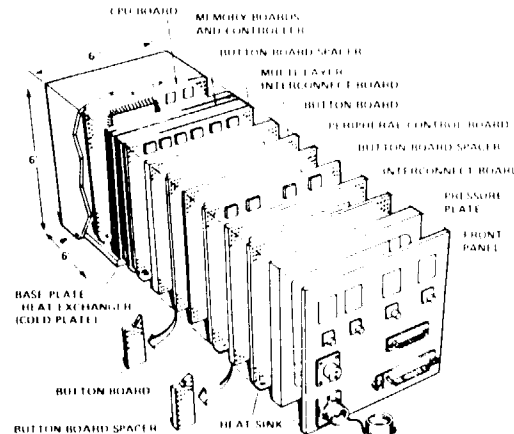 CPU BOARD
MEMORY BOARDS
AND CONTROLLER
BUTTON BOARD SPACER
MULTI LAYER
INTERCONNECT BOARD
BUTTON BOARD
PERIPHERAL CONTROL BOARD
BUTTON BOARD SPACER
INTERCONNECT BOARD
PRESSURE
PLATE
FRONT
PANEL
6
6
6
BASE PLATE
HEAT EXCHANGER
(COLD PLATE)
BUTTON BOARD
BUTTON BOARD SPACER
HEAT SINK